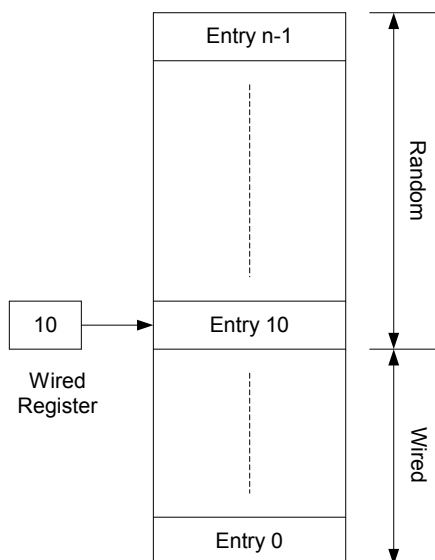 Entry n-1
Random
10
Entry 10
Wired
Register
Wired
Entry 0